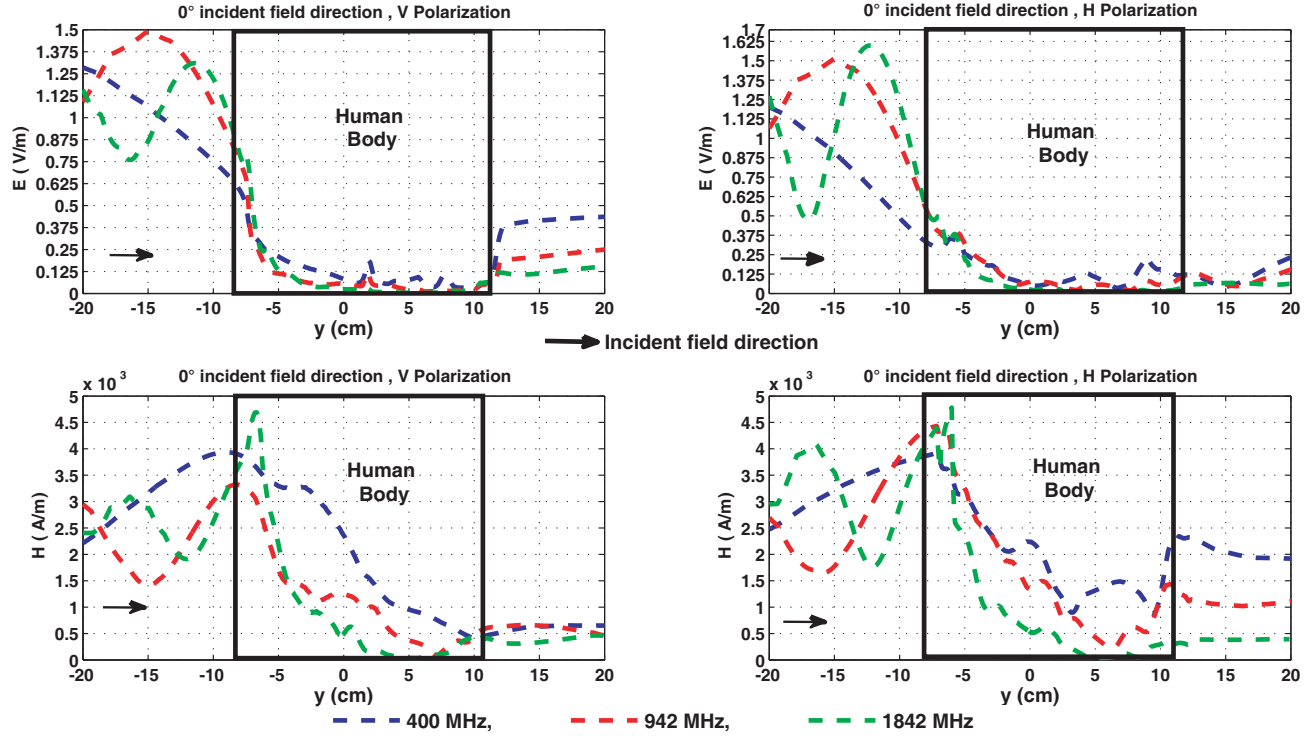 0° incident field direction , V Polarization
1.5
1.375
1.25
1.125
1
0.875
0.75
0.625
0.5
0.375
0.25
0.125
0
E ( V/m)
Human
Body
-20 -15 -10 -5 0 5 10 15 20
y (cm)
0° incident field direction , H Polarization
1.7
1.625
1.5
1.375
1.25
1.125
1
0.875
0.75
0.625
0.5
0.375
0.25
0.125
0
E ( V/m)
Human
Body
-20 -15 -10 -5 0 5 10 15 20
y (cm)
Incident field direction
x 10 3
0° incident field direction , V Polarization
5
4.5
4
3.5
3
2.5
2
1.5
1
0.5
0
H ( A/m)
Human
Body
-20 -15 -10 -5 0 5 10 15 20
y (cm)
x 10 3
0° incident field direction , H Polarization
5
4.5
4
3.5
3
2.5
2
1.5
1
0.5
0
H ( A/m)
Human
Body
-20 -15 -10 -5 0 5 10 15 20
y (cm)
400 MHz, 942 MHz, 1842 MHz